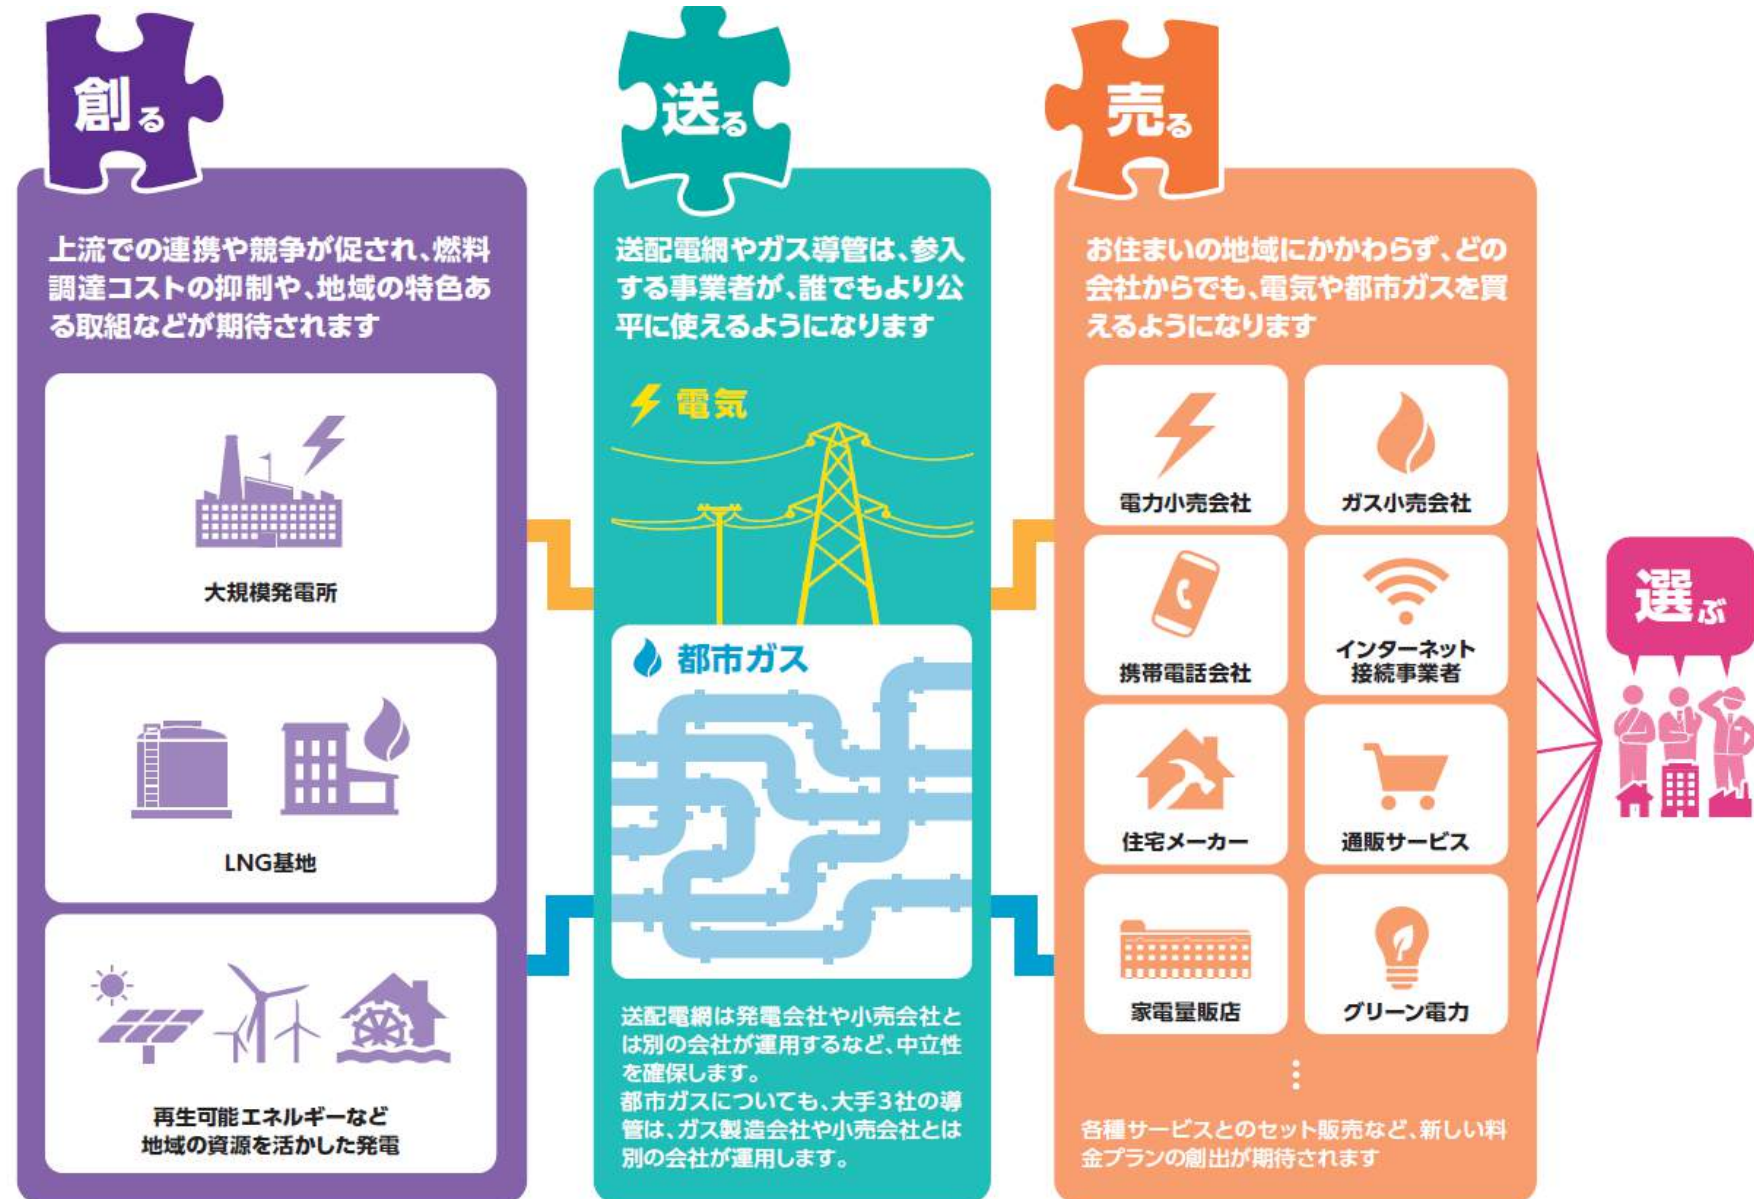 創る
上流での連携や競争が促され、燃料
調達コストの抑制や、地域の特色あ
る取組などが期待されます
大規模発電所
LNG基地
再生可能エネルギーなど
地域の資源を活かした発電
送る
送配電網やガス導管は、参入
する事業者が、誰でもより公
平に使えるようになります
電気
都市ガス
送配電網は発電会社や小売会社と
は別の会社が運用するなど、中立性
を確保します。
都市ガスについても、大手3社の導
管は、ガス製造会社や小売会社とは
別の会社が運用します。
売る
お住まいの地域にかかわらず、どの
会社からでも、電気や都市ガスを買
えるようになります
電力小売会社
ガス小売会社
携帯電話会社
インターネット
接続事業者
住宅メーカー
通販サービス
家電量販店
グリーン電力
⋮
各種サービスとのセット販売など、新しい料
金プランの創出が期待されます
選ぶ